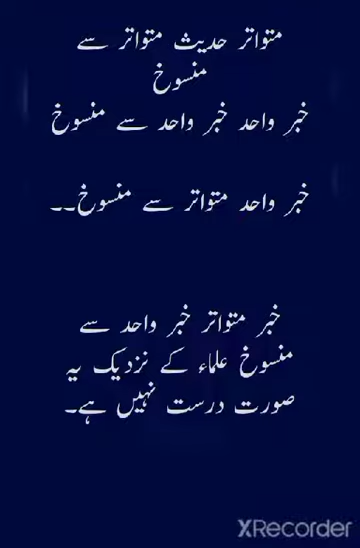 متواتر حدیث متواتر سے
منسوخ
خبر واحد خبر واحد سے منسوخ
خبر واحد متواتر سے منسوخ۔۔
خبر متواتر خبر واحد سے
منسوخ علماء کے نزدیک یہ
صورت درست نہیں ہے۔
XRecorder